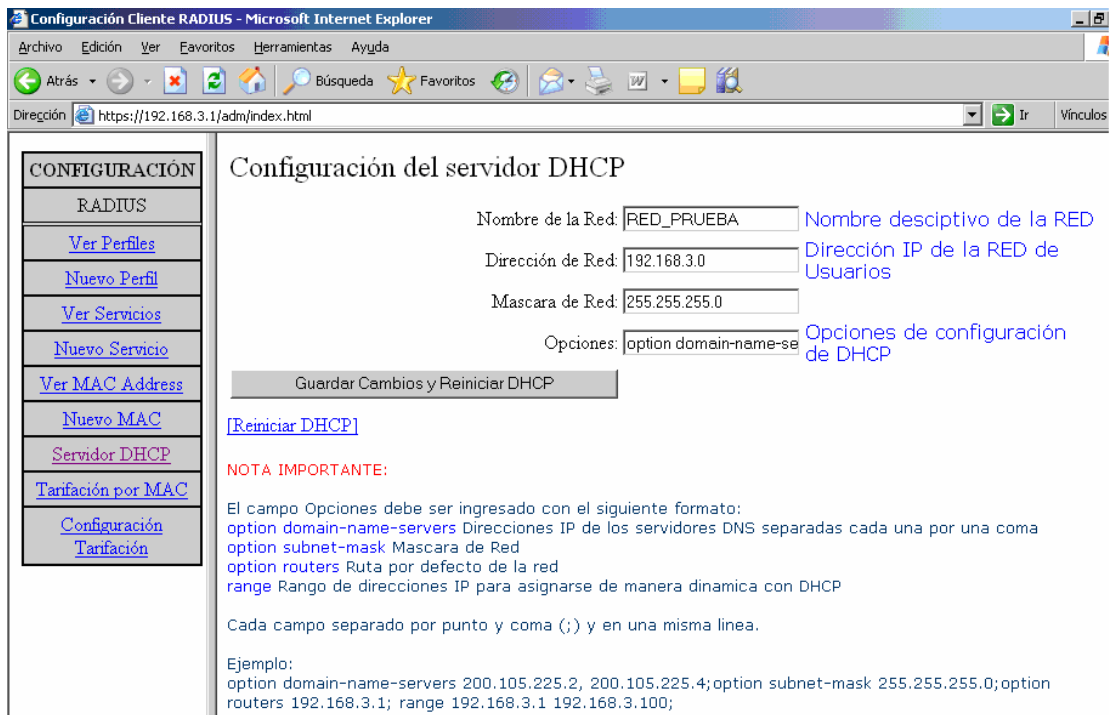 Configuración Cliente RADIUS - Microsoft Internet Explorer
Archivo Edición Ver Favoritos Herramientas Ayuda
Atrás Búsqueda Favoritos
Dirección https://192.168.3.1/adm/index.html Ir Vínculos
CONFIGURACIÓN
RADIUS
Ver Perfiles
Nuevo Perfil
Ver Servicios
Nuevo Servicio
Ver MAC Address
Nuevo MAC
Servidor DHCP
Tarifación por MAC
Configuración
Tarifación
Configuración del servidor DHCP
Nombre de la Red: RED_PRUEBA Nombre desciptivo de la RED
Dirección de Red: 192.168.3.0 Dirección IP de la RED de
Usuarios
Mascara de Red: 255.255.255.0
Opciones: option domain-name-se Opciones de configuración
de DHCP
Guardar Cambios y Reiniciar DHCP
[Reiniciar DHCP]
NOTA IMPORTANTE:
El campo Opciones debe ser ingresado con el siguiente formato:
option domain-name-servers Direcciones IP de los servidores DNS separadas cada una por una coma
option subnet-mask Mascara de Red
option routers Ruta por defecto de la red
range Rango de direcciones IP para asignarse de manera dinamica con DHCP
Cada campo separado por punto y coma (;) y en una misma linea.
Ejemplo:
option domain-name-servers 200.105.225.2, 200.105.225.4;option subnet-mask 255.255.255.0;option
routers 192.168.3.1; range 192.168.3.1 192.168.3.100;